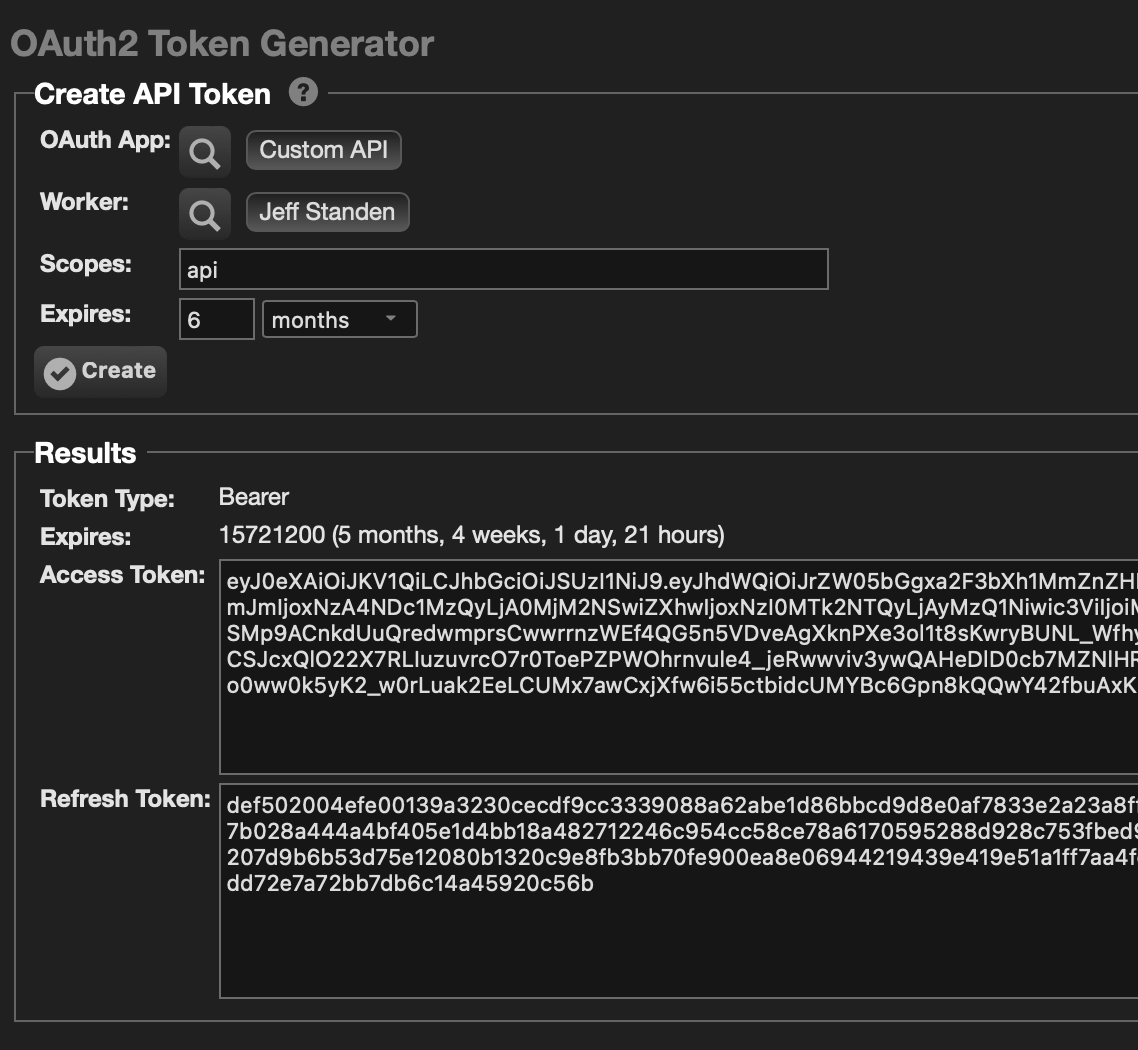 OAuth2 Token Generator
Create API Token ?
OAuth App: Custom API
Worker: Jeff Standen
Scopes: api
Expires: 6 months
Create
Results
Token Type: Bearer
Expires: 15721200 (5 months, 4 weeks, 1 day, 21 hours)
Access Token: eyJ0eXAiOiJKV1QiLCJhbGciOiJSUzI1NiJ9.eyJhdWQiOiJrZW05bGgxa2F3bXh1MmZnZH
mJmIjoxNzA4NDc1MzQyLjA0MjM2NSwiZXhwIjoxNzI0MTk2NTQyLjAyMzQ1Niwic3ViIjoi
SMp9ACnkdUuQredwmprsCwwrrnzWEf4QG5n5VDveAgXknPXe3ol1t8sKwryBUNL_Wfh
CSJcxQlO22X7RLIuzuvrcO7r0ToePZPWOhrnvule4_jeRwwviv3ywQAHeDlD0cb7MZNlH
o0ww0k5yK2_w0rLuak2EeLCUMx7awCxjXfw6i55ctbidcUMYBc6Gpn8kQQwY42fbuAxK
Refresh Token: def502004efe00139a3230cecdf9cc3339088a62abe1d86bbcd9d8e0af7833e2a23a8f
7b028a444a4bf405e1d4bb18a482712246c954cc58ce78a6170595288d928c753fbed
207d9b6b53d75e12080b1320c9e8fb3bb70fe900ea8e06944219439e419e51a1ff7aa4f
dd72e7a72bb7db6c14a45920c56b